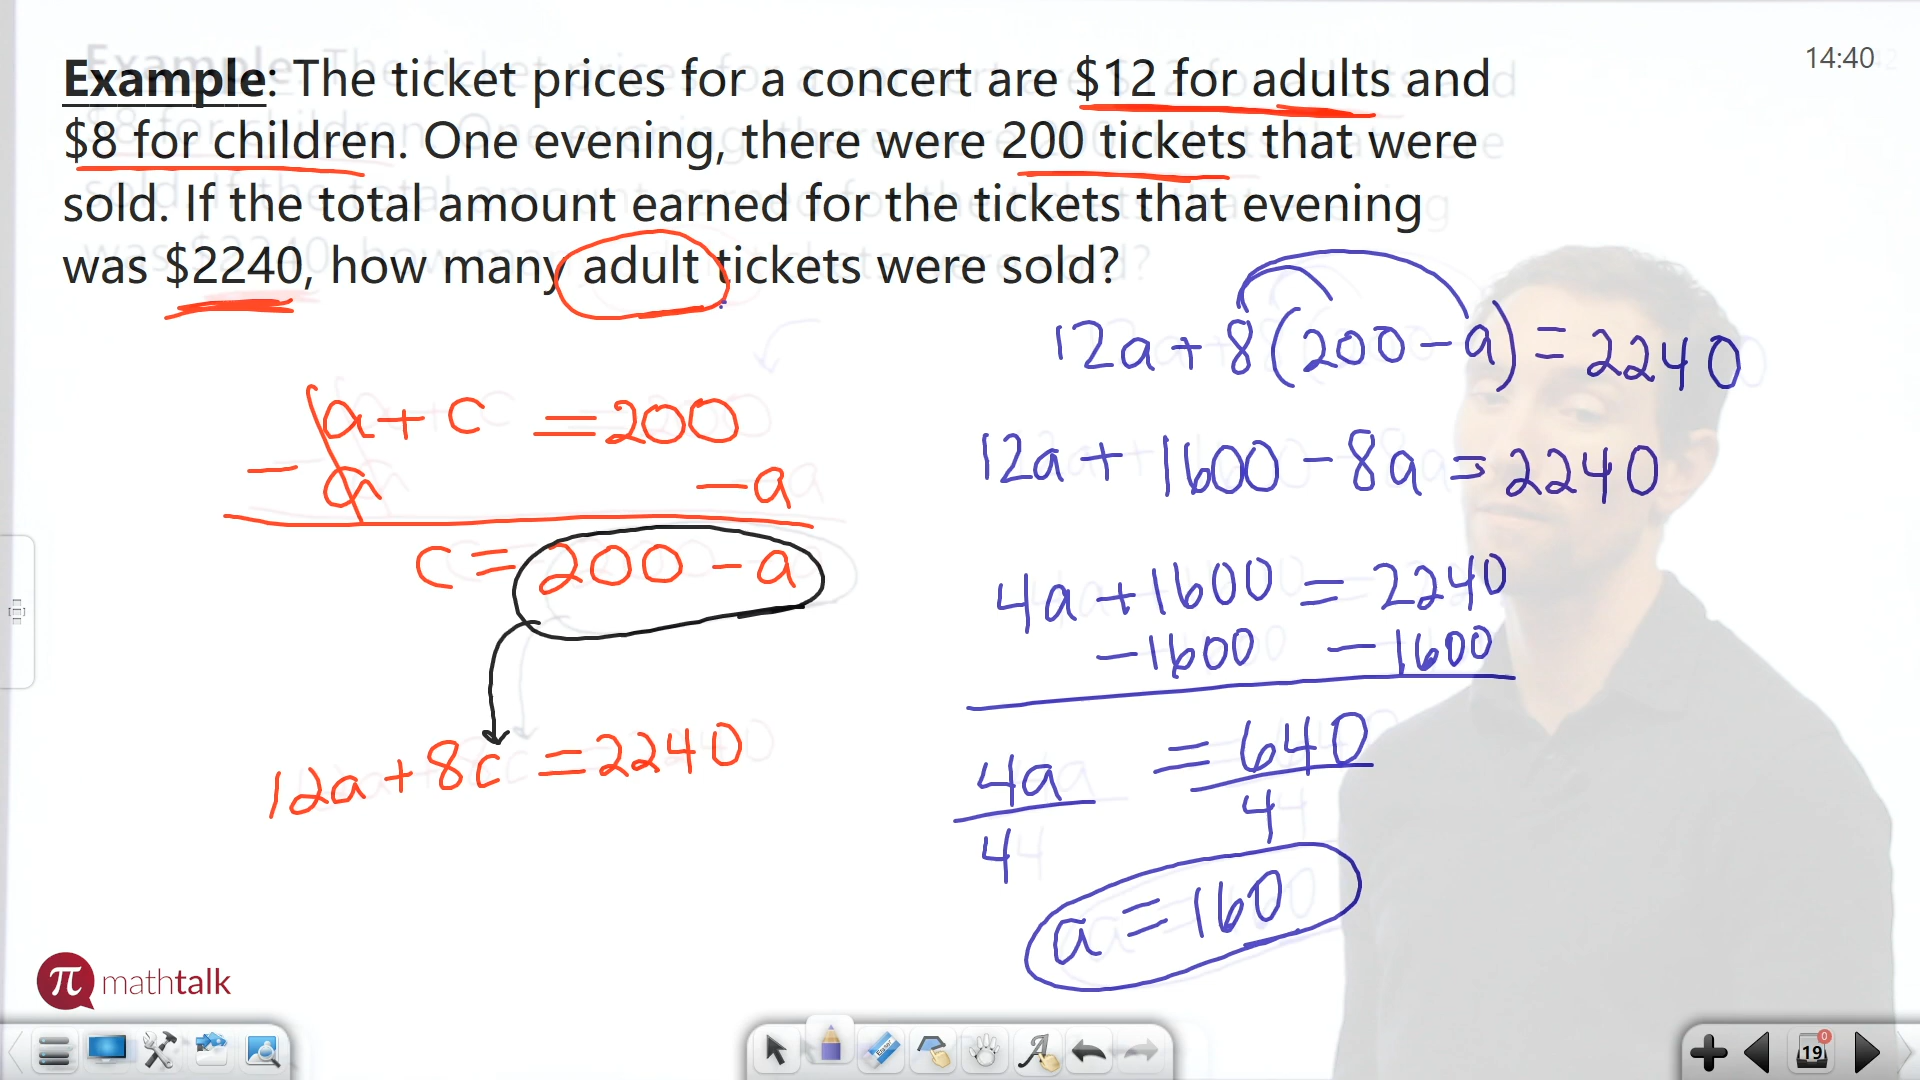 14:40
Example: The ticket prices for a concert are $12 for adults and
$8 for children. One evening, there were 200 tickets that were
sold. If the total amount earned for the tickets that evening
was $2240, how many adult tickets were sold?
a + c = 200
- a - a
c = 200 - a
12a + 8c = 2240
12a + 8(200 - a) = 2240
12a + 1600 - 8a = 2240
4a + 1600 = 2240
- 1600 - 1600
4a = 640
4 4
a = 160
π mathtalk
Eraser
A
19
0